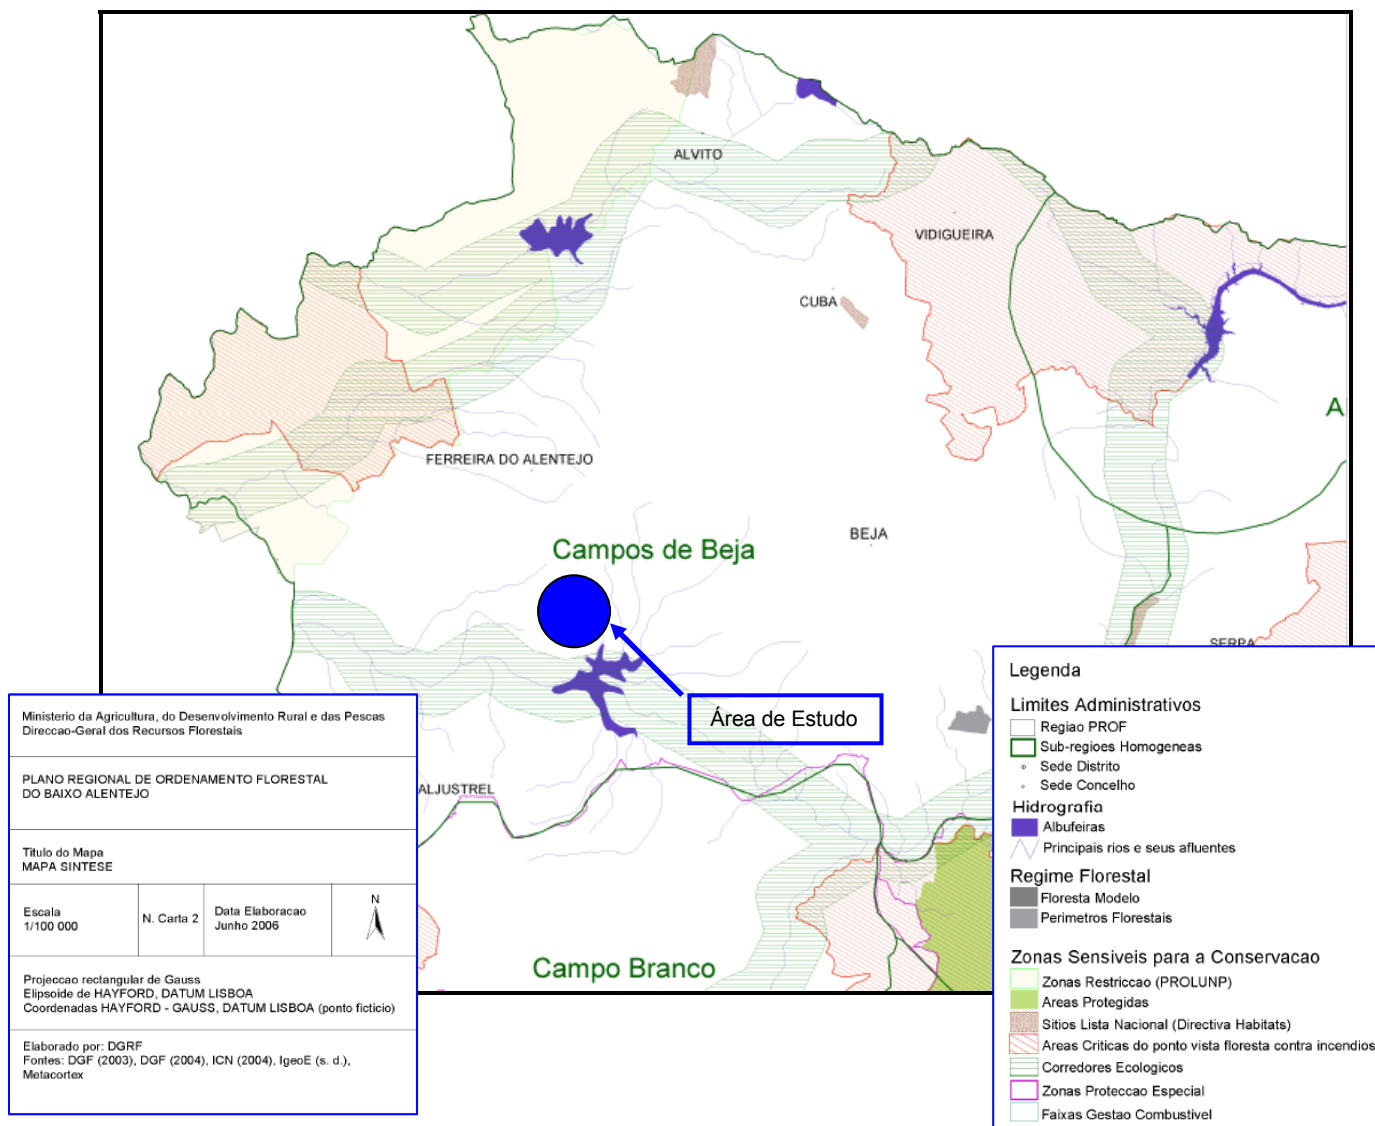 ALVITO
VIDIGUEIRA
CUBA
A
FERREIRA DO ALENTEJO
BEJA
Campos de Beja
SERPA
Área de Estudo
ALJUSTREL
Campo Branco
Ministerio da Agricultura, do Desenvolvimento Rural e das Pescas
Direccao-Geral dos Recursos Florestais
PLANO REGIONAL DE ORDENAMENTO FLORESTAL
DO BAIXO ALENTEJO
Titulo do Mapa
MAPA SINTESE
Escala
1/100 000
N. Carta 2
Data Elaboracao
Junho 2006
N
Projeccao rectangular de Gauss
Elipsoide de HAYFORD, DATUM LISBOA
Coordenadas HAYFORD - GAUSS, DATUM LISBOA (ponto ficticio)
Elaborado por: DGRF
Fontes: DGF (2003), DGF (2004), ICN (2004), IgeoE (s. d.),
Metacortex
Legenda
Limites Administrativos
Regiao PROF
Sub-regioes Homogeneas
Sede Distrito
Sede Concelho
Hidrografia
Albufeiras
Principais rios e seus afluentes
Regime Florestal
Floresta Modelo
Perimetros Florestais
Zonas Sensiveis para a Conservacao
Zonas Restriccao (PROLUNP)
Areas Protegidas
Sitios Lista Nacional (Directiva Habitats)
Areas Criticas do ponto vista floresta contra incendios
Corredores Ecologicos
Zonas Proteccao Especial
Faixas Gestao Combustivel